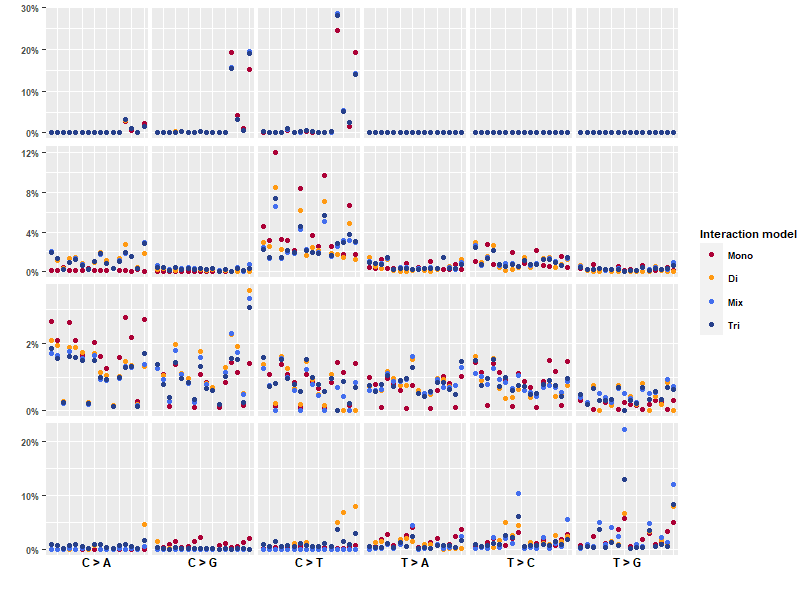 30%
20%
10%
0%
12%
8%
4%
0%
2%
0%
20%
10%
0%
C > A
C > G
C > T
T > A
T > C
T > G
Interaction model
Mono
Di
Mix
Tri